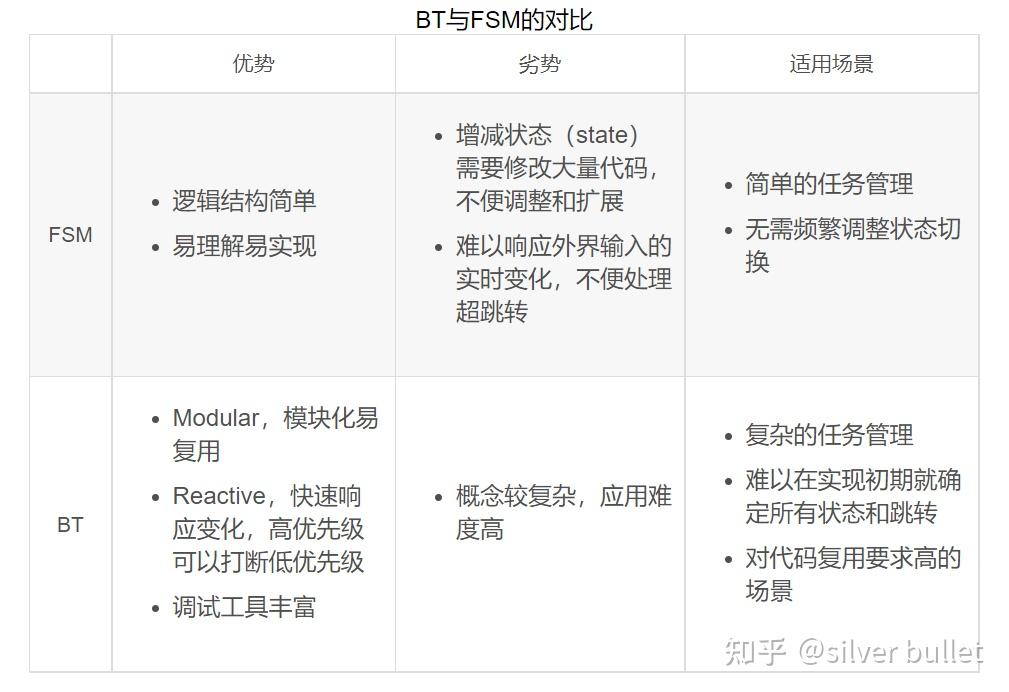 BT与FSM的对比
优势
劣势
适用场景
FSM
逻辑结构简单
易理解易实现
增减状态（state）
需要修改大量代码，
不便调整和扩展
难以响应外界输入的
实时变化，不便处理
超跳转
简单的任务管理
无需频繁调整状态切
换
BT
Modular，模块化易
复用
Reactive，快速响
应变化，高优先级
可以打断低优先级
调试工具丰富
概念较复杂，应用难
度高
复杂的任务管理
难以在实现初期就确
定所有状态和跳转
对代码复用要求高的
场景
知乎 @silver bullet